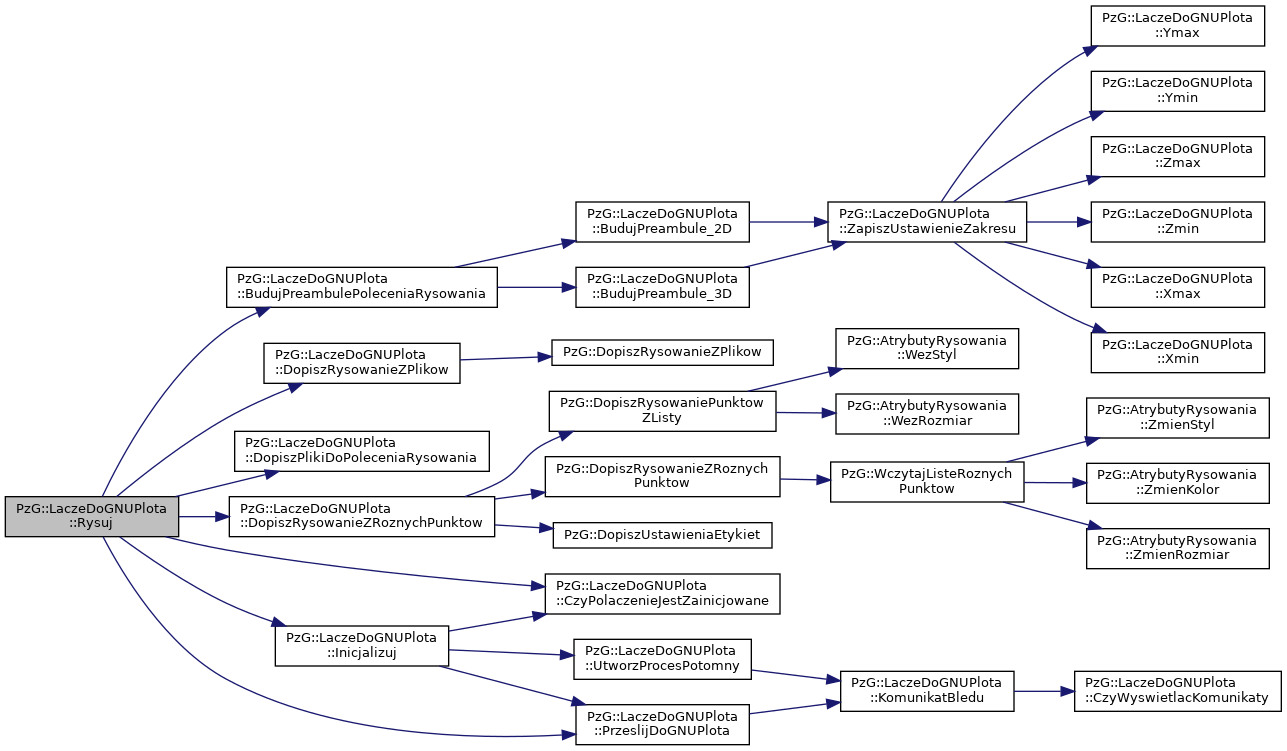 PzG::LaczeDoGNUPlota
::Ymax
PzG::LaczeDoGNUPlota
::Ymin
PzG::LaczeDoGNUPlota
::Zmax
PzG::LaczeDoGNUPlota
::BudujPreambule_2D
PzG::LaczeDoGNUPlota
::ZapiszUstawienieZakresu
PzG::LaczeDoGNUPlota
::Zmin
PzG::LaczeDoGNUPlota
::BudujPreambulePoleceniaRysowania
PzG::LaczeDoGNUPlota
::BudujPreambule_3D
PzG::LaczeDoGNUPlota
::Xmax
PzG::LaczeDoGNUPlota
::Xmin
PzG::LaczeDoGNUPlota
::DopiszRysowanieZPlikow
PzG::DopiszRysowanieZPlikow
PzG::AtrybutyRysowania
::WezStyl
PzG::DopiszRysowaniePunktow
ZListy
PzG::AtrybutyRysowania
::WezRozmiar
PzG::AtrybutyRysowania
::ZmienStyl
PzG::LaczeDoGNUPlota
::DopiszPlikiDoPoleceniaRysowania
PzG::DopiszRysowanieZRoznych
Punktow
PzG::WczytajListeRoznych
Punktow
PzG::AtrybutyRysowania
::ZmienKolor
PzG::LaczeDoGNUPlota
::Rysuj
PzG::LaczeDoGNUPlota
::DopiszRysowanieZRoznychPunktow
PzG::DopiszUstawieniaEtykiet
PzG::AtrybutyRysowania
::ZmienRozmiar
PzG::LaczeDoGNUPlota
::CzyPolaczenieJestZainicjowane
PzG::LaczeDoGNUPlota
::Inicjalizuj
PzG::LaczeDoGNUPlota
::UtworzProcesPotomny
PzG::LaczeDoGNUPlota
::KomunikatBledu
PzG::LaczeDoGNUPlota
::CzyWyswietlacKomunikaty
PzG::LaczeDoGNUPlota
::PrzeslijDoGNUPlota